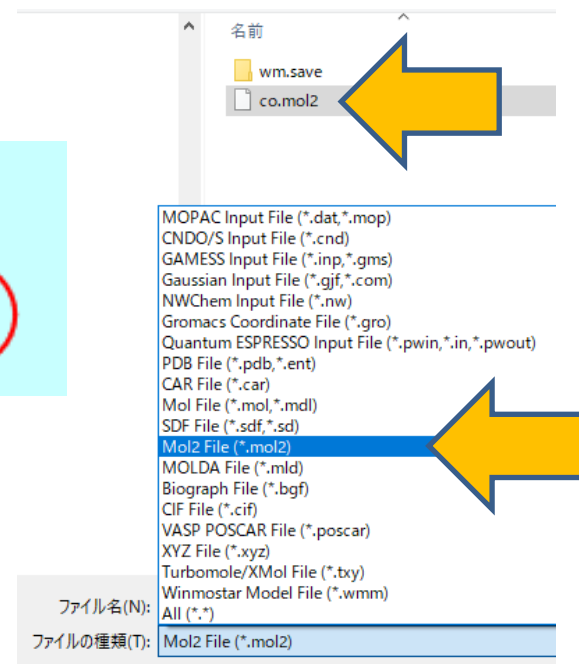 名前
wm.save
co.mol2
MOPAC Input File (*.dat,*.mop)
CNDO/S Input File (*.cnd)
GAMESS Input File (*.inp,*.gms)
Gaussian Input File (*.gjf,*.com)
NWChem Input File (*.nw)
Gromacs Coordinate File (*.gro)
Quantum ESPRESSO Input File (*.pwin,*.in,*.pwout)
PDB File (*.pdb,*.ent)
CAR File (*.car)
Mol File (*.mol,*.mdl)
SDF File (*.sdf,*.sd)
Mol2 File (*.mol2)
MOLDA File (*.mld)
Biograph File (*.bgf)
CIF File (*.cif)
VASP POSCAR File (*.poscar)
XYZ File (*.xyz)
Turbomole/XMol File (*.txy)
Winmostar Model File (*.wmm)
ファイル名(N): All (*.*)
ファイルの種類(T): Mol2 File (*.mol2)